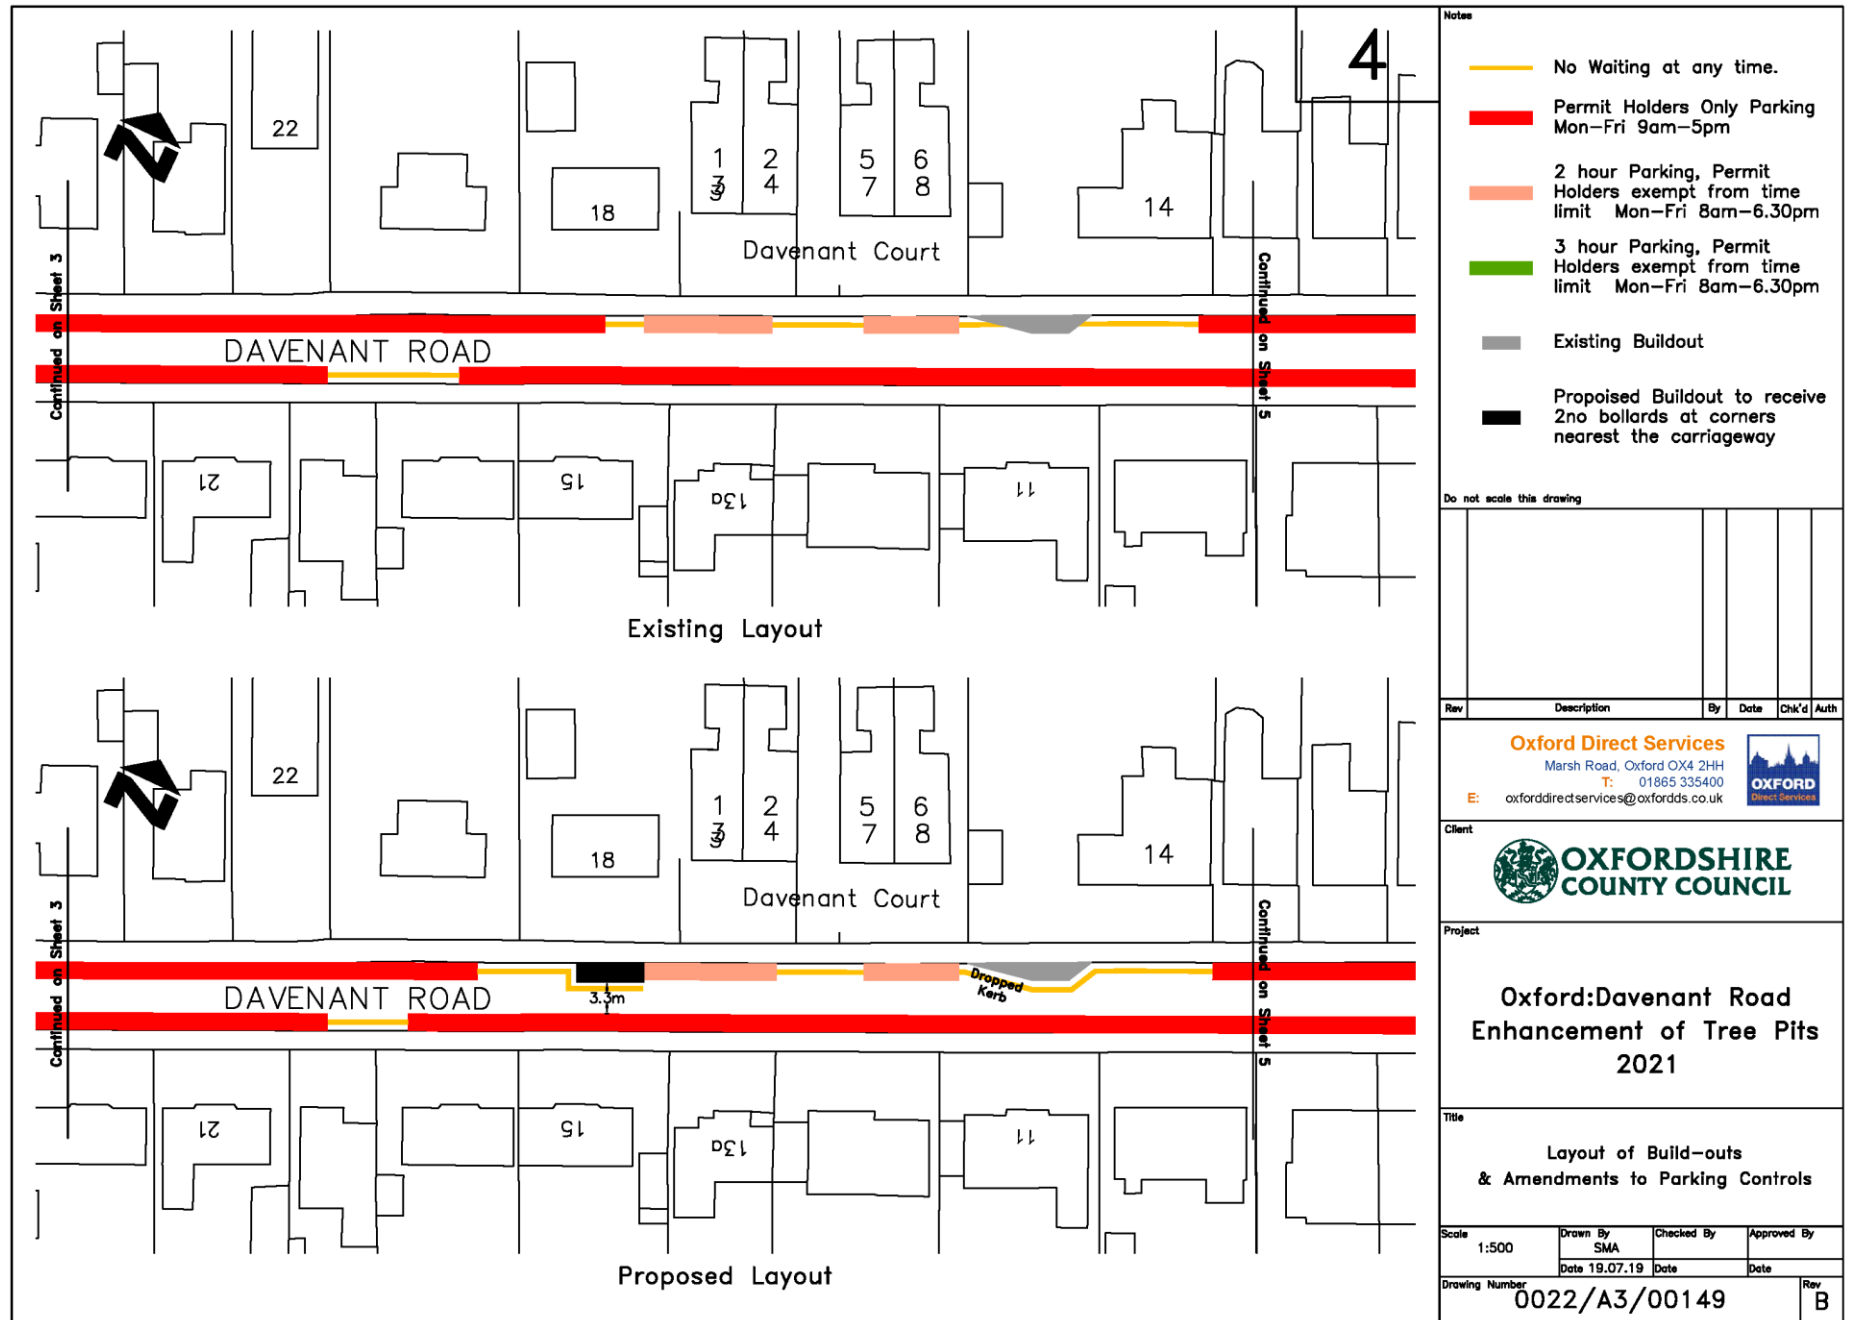 4
22
18
1 2
3 4
9
5 6
7 8
14
Davenant Court
Continued on Sheet 3
DAVENANT ROAD
Continued on Sheet 5
21
15
13a
11
Existing Layout
22
18
1 2
3 4
9
5 6
7 8
14
Davenant Court
Continued on Sheet 3
DAVENANT ROAD
3.3m
Dropped
Kerb
Continued on Sheet 5
21
15
13a
11
Proposed Layout
Notes
No Waiting at any time.
Permit Holders Only Parking
Mon-Fri 9am-5pm
2 hour Parking, Permit
Holders exempt from time
limit Mon-Fri 8am-6.30pm
3 hour Parking, Permit
Holders exempt from time
limit Mon-Fri 8am-6.30pm
Existing Buildout
Propoised Buildout to receive
2no bollards at corners
nearest the carriageway
Do not scale this drawing
Rev Description By Date Chk'd Auth
Oxford Direct Services
Marsh Road, Oxford OX4 2HH
T: 01865 335400
E: oxforddirectservices@oxfordds.co.uk
OXFORD
Direct Services
Client
OXFORDSHIRE
COUNTY COUNCIL
Project
Oxford:Davenant Road
Enhancement of Tree Pits
2021
Title
Layout of Build-outs
& Amendments to Parking Controls
Scale
1:500
Drawn By
SMA
Checked By
Approved By
Date 19.07.19
Date
Date
Drawing Number
0022/A3/00149
Rev
B